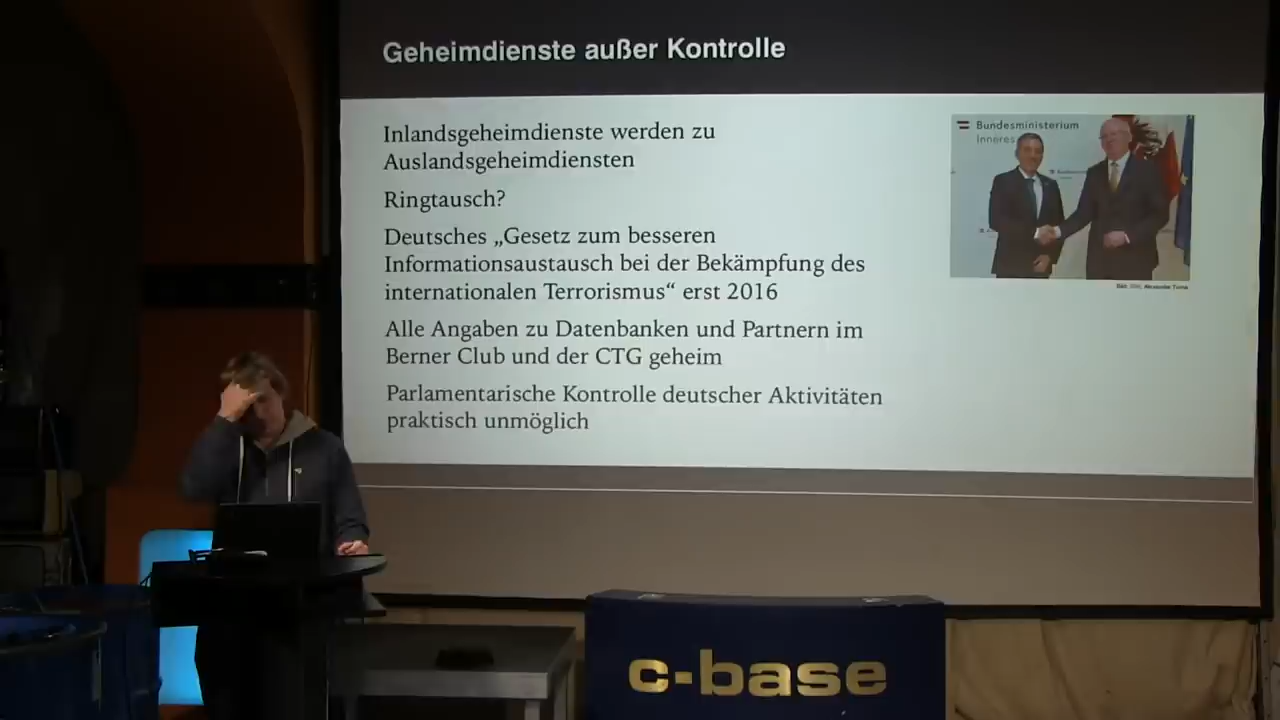 Geheimdienste außer Kontrolle
Inlandsgeheimdienste werden zu
Auslandsgeheimdiensten
Ringtausch?
Deutsches „Gesetz zum besseren
Informationsaustausch bei der Bekämpfung des
internationalen Terrorismus“ erst 2016
Alle Angaben zu Datenbanken und Partnern im
Berner Club und der CTG geheim
Parlamentarische Kontrolle deutscher Aktivitäten
praktisch unmöglich
Bundesministerium
Inneres
c-base